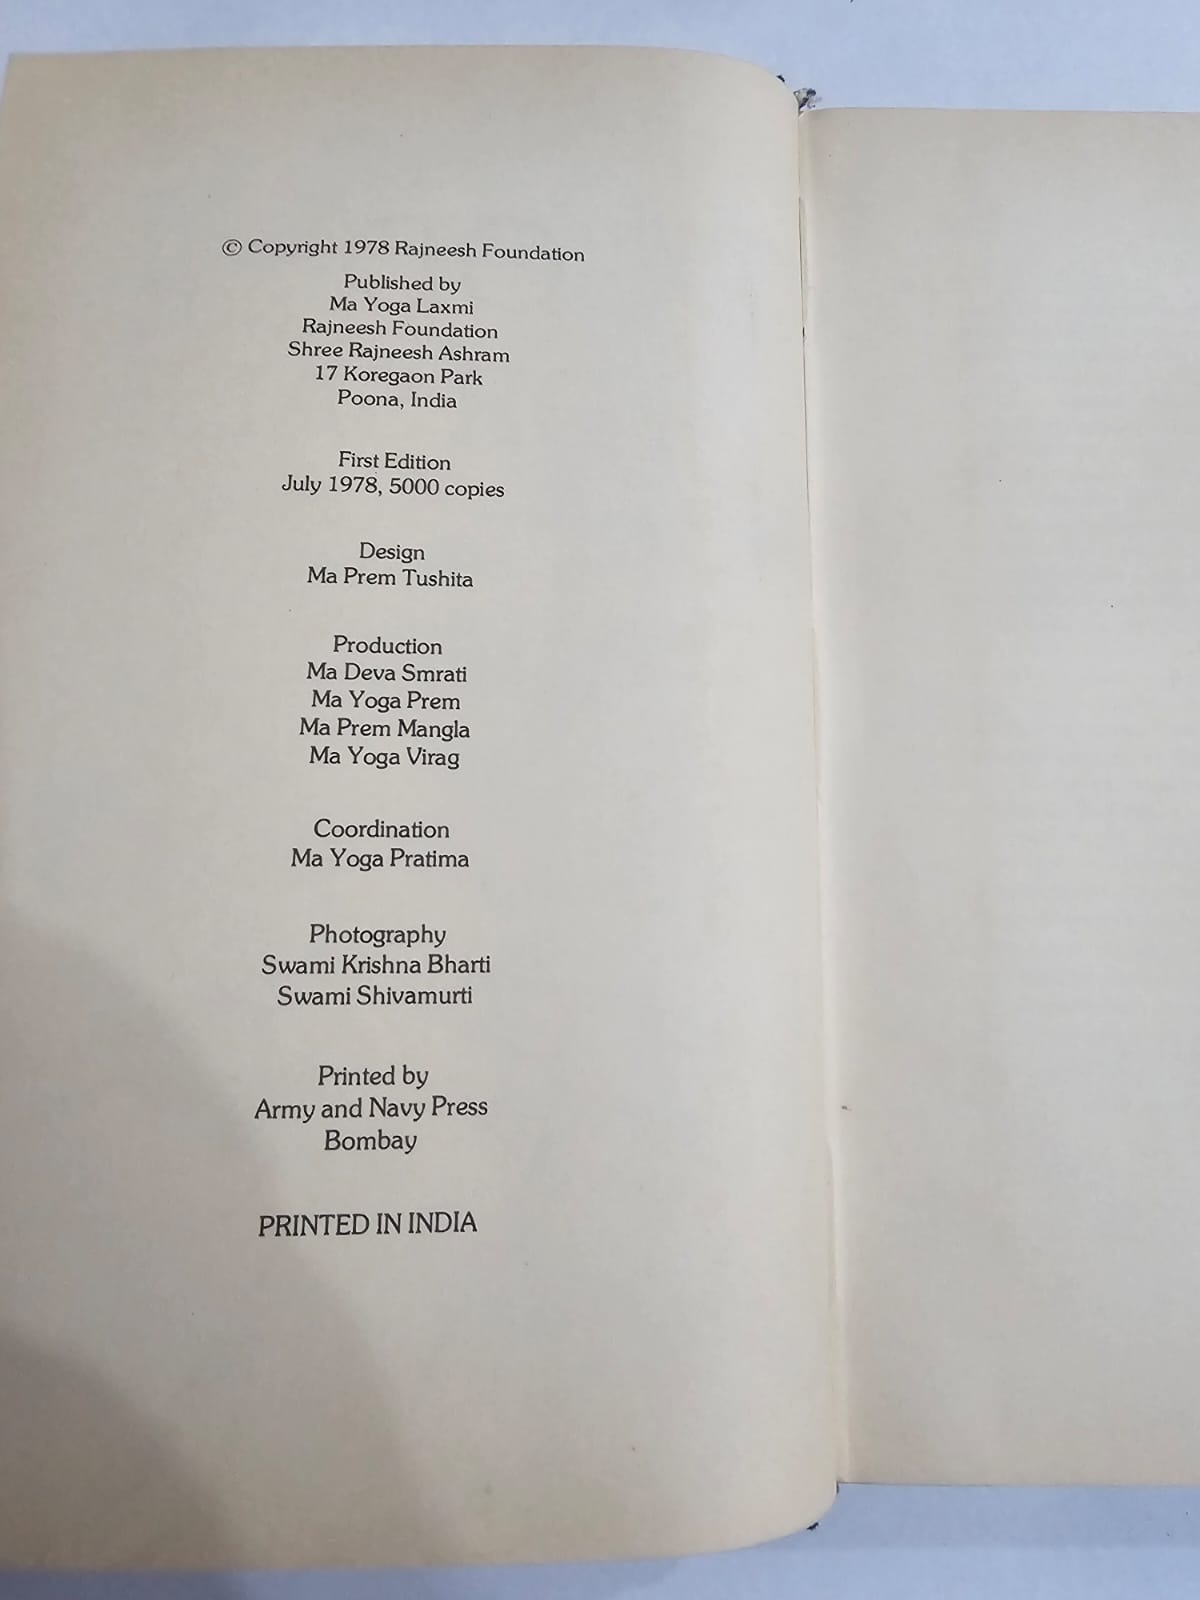 © Copyright 1978 Rajneesh Foundation
Published by
Ma Yoga Laxmi
Rajneesh Foundation
Shree Rajneesh Ashram
17 Koregaon Park
Poona, India
First Edition
July 1978, 5000 copies
Design
Ma Prem Tushita
Production
Ma Deva Smrati
Ma Yoga Prem
Ma Prem Mangla
Ma Yoga Virag
Coordination
Ma Yoga Pratima
Photography
Swami Krishna Bharti
Swami Shivamurti
Printed by
Army and Navy Press
Bombay
PRINTED IN INDIA